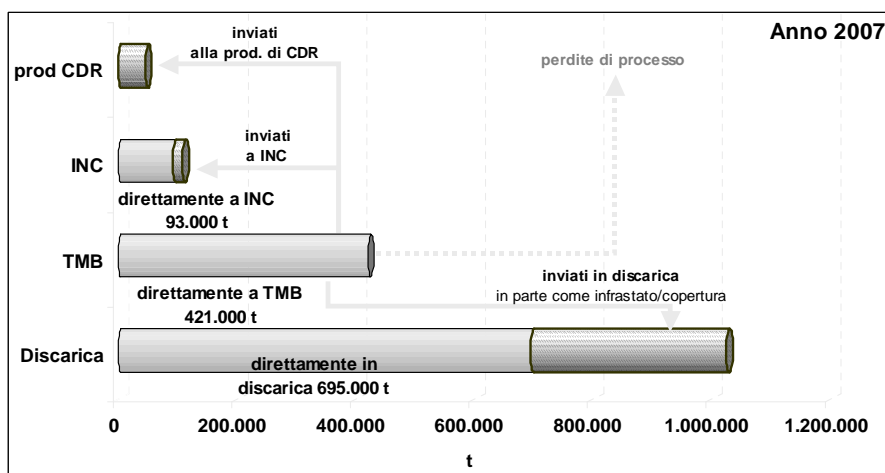 Anno 2007
inviati
alla prod. di CDR
perdite di processo
prod CDR
inviati
a INC
INC
direttamente a INC
93.000 t
TMB
inviati in discarica
in parte come infrastato/copertura
direttamente a TMB
421.000 t
Discarica
direttamente in
discarica 695.000 t
0 200.000 400.000 600.000 800.000 1.000.000 1.200.000
t